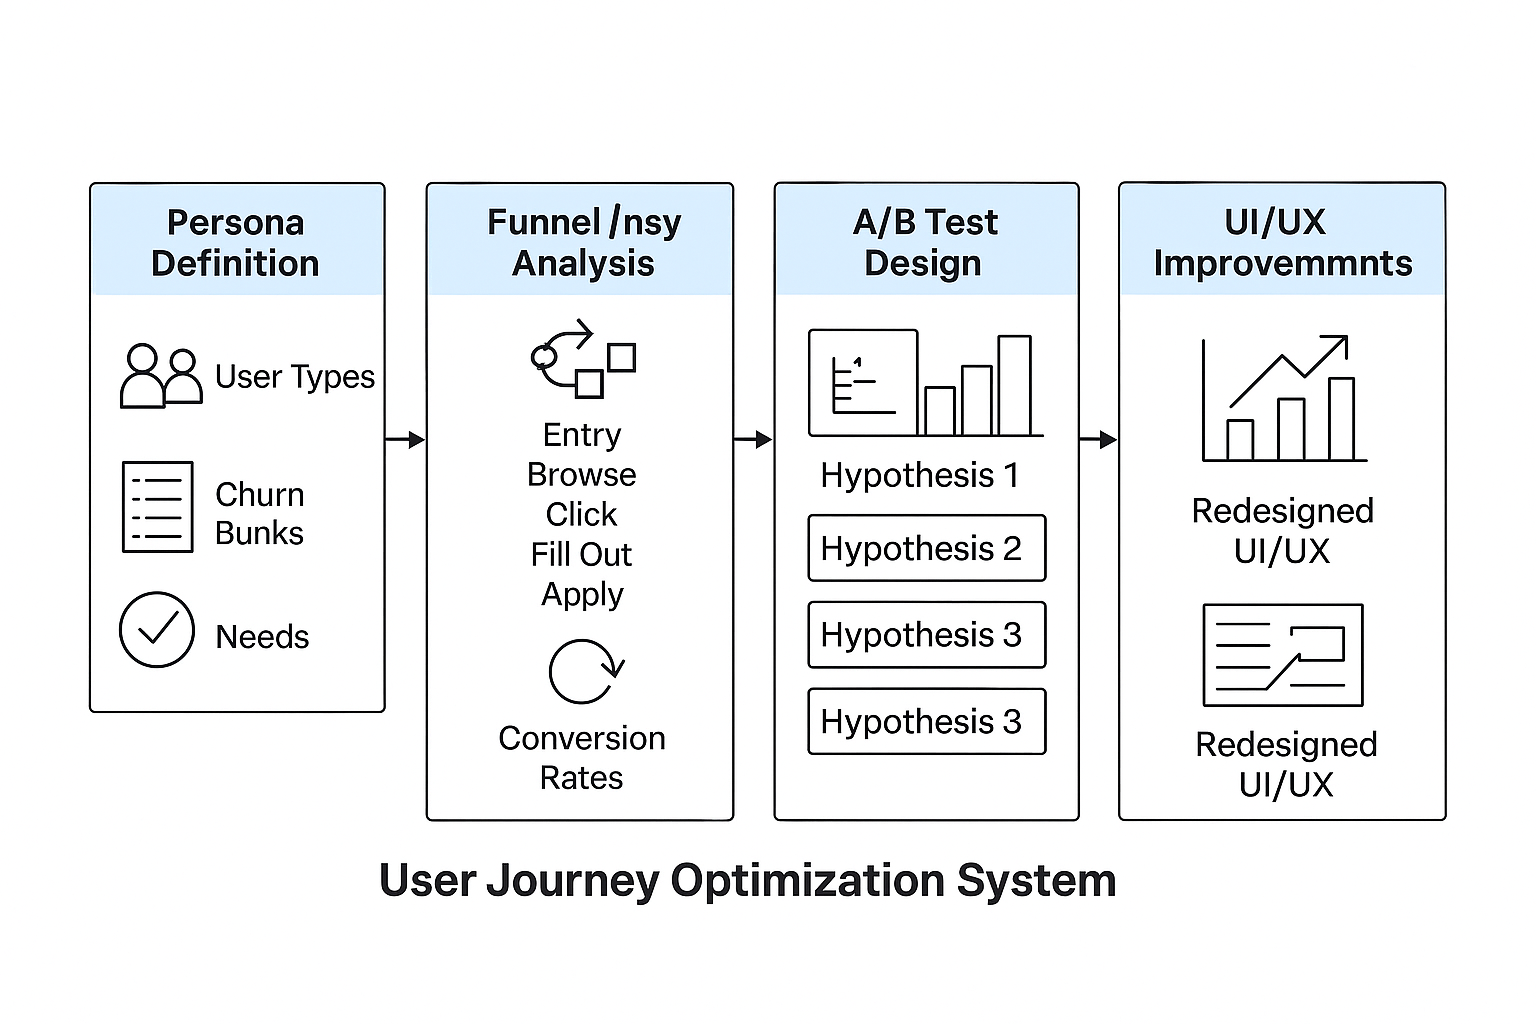 Persona
Definition
User Types
Churn
Bunks
Needs
Funnel /nsy
Analysis
Entry
Browse
Click
Fill Out
Apply
Conversion
Rates
A/B Test
Design
1
Hypothesis 1
Hypothesis 2
Hypothesis 3
Hypothesis 3
UI/UX
Improvemmnts
Redesigned
UI/UX
Redesigned
UI/UX
User Journey Optimization System